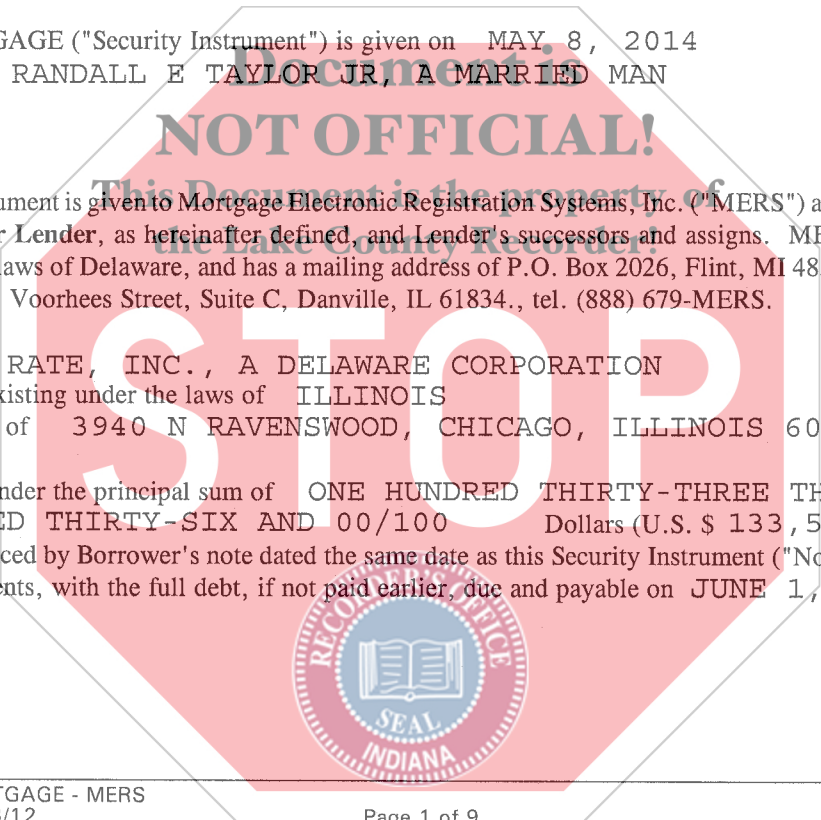 GAGE ("Security Instrument") is given on MAY 8, 2014
RANDALL E TAYLOR JR, A MARRIED MAN
Document is
NOT OFFICIAL!
This Document is the property of
the Lake County Recorder!
ument is given to Mortgage Electronic Registration Systems, Inc. ("MERS") a
r Lender, as hereinafter defined, and Lender's successors and assigns. ME
laws of Delaware, and has a mailing address of P.O. Box 2026, Flint, MI 48
Voorhees Street, Suite C, Danville, IL 61834., tel. (888) 679-MERS.
STOP
RATE, INC., A DELAWARE CORPORATION
xisting under the laws of ILLINOIS
of 3940 N RAVENSWOOD, CHICAGO, ILLINOIS 60
nder the principal sum of ONE HUNDRED THIRTY-THREE TH
ED THIRTY-SIX AND 00/100 Dollars (U.S. $ 133,5
ced by Borrower's note dated the same date as this Security Instrument ("No
ents, with the full debt, if not paid earlier, due and payable on JUNE 1,
RECORDER'S OFFICE
SEAL
INDIANA
TGAGE - MERS
/12
Page 1 of 9